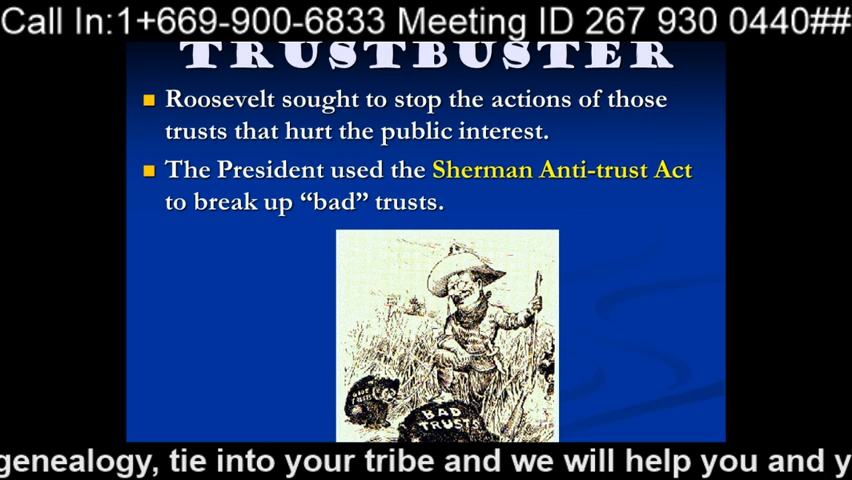 Call In:1+669-900-6833 Meeting ID 267 930 0440##
TRUSTBUSTER
Roosevelt sought to stop the actions of those
trusts that hurt the public interest.
The President used the Sherman Anti-trust Act
to break up “bad” trusts.
BAD
TRUSTS
genealogy, tie into your tribe and we will help you and y